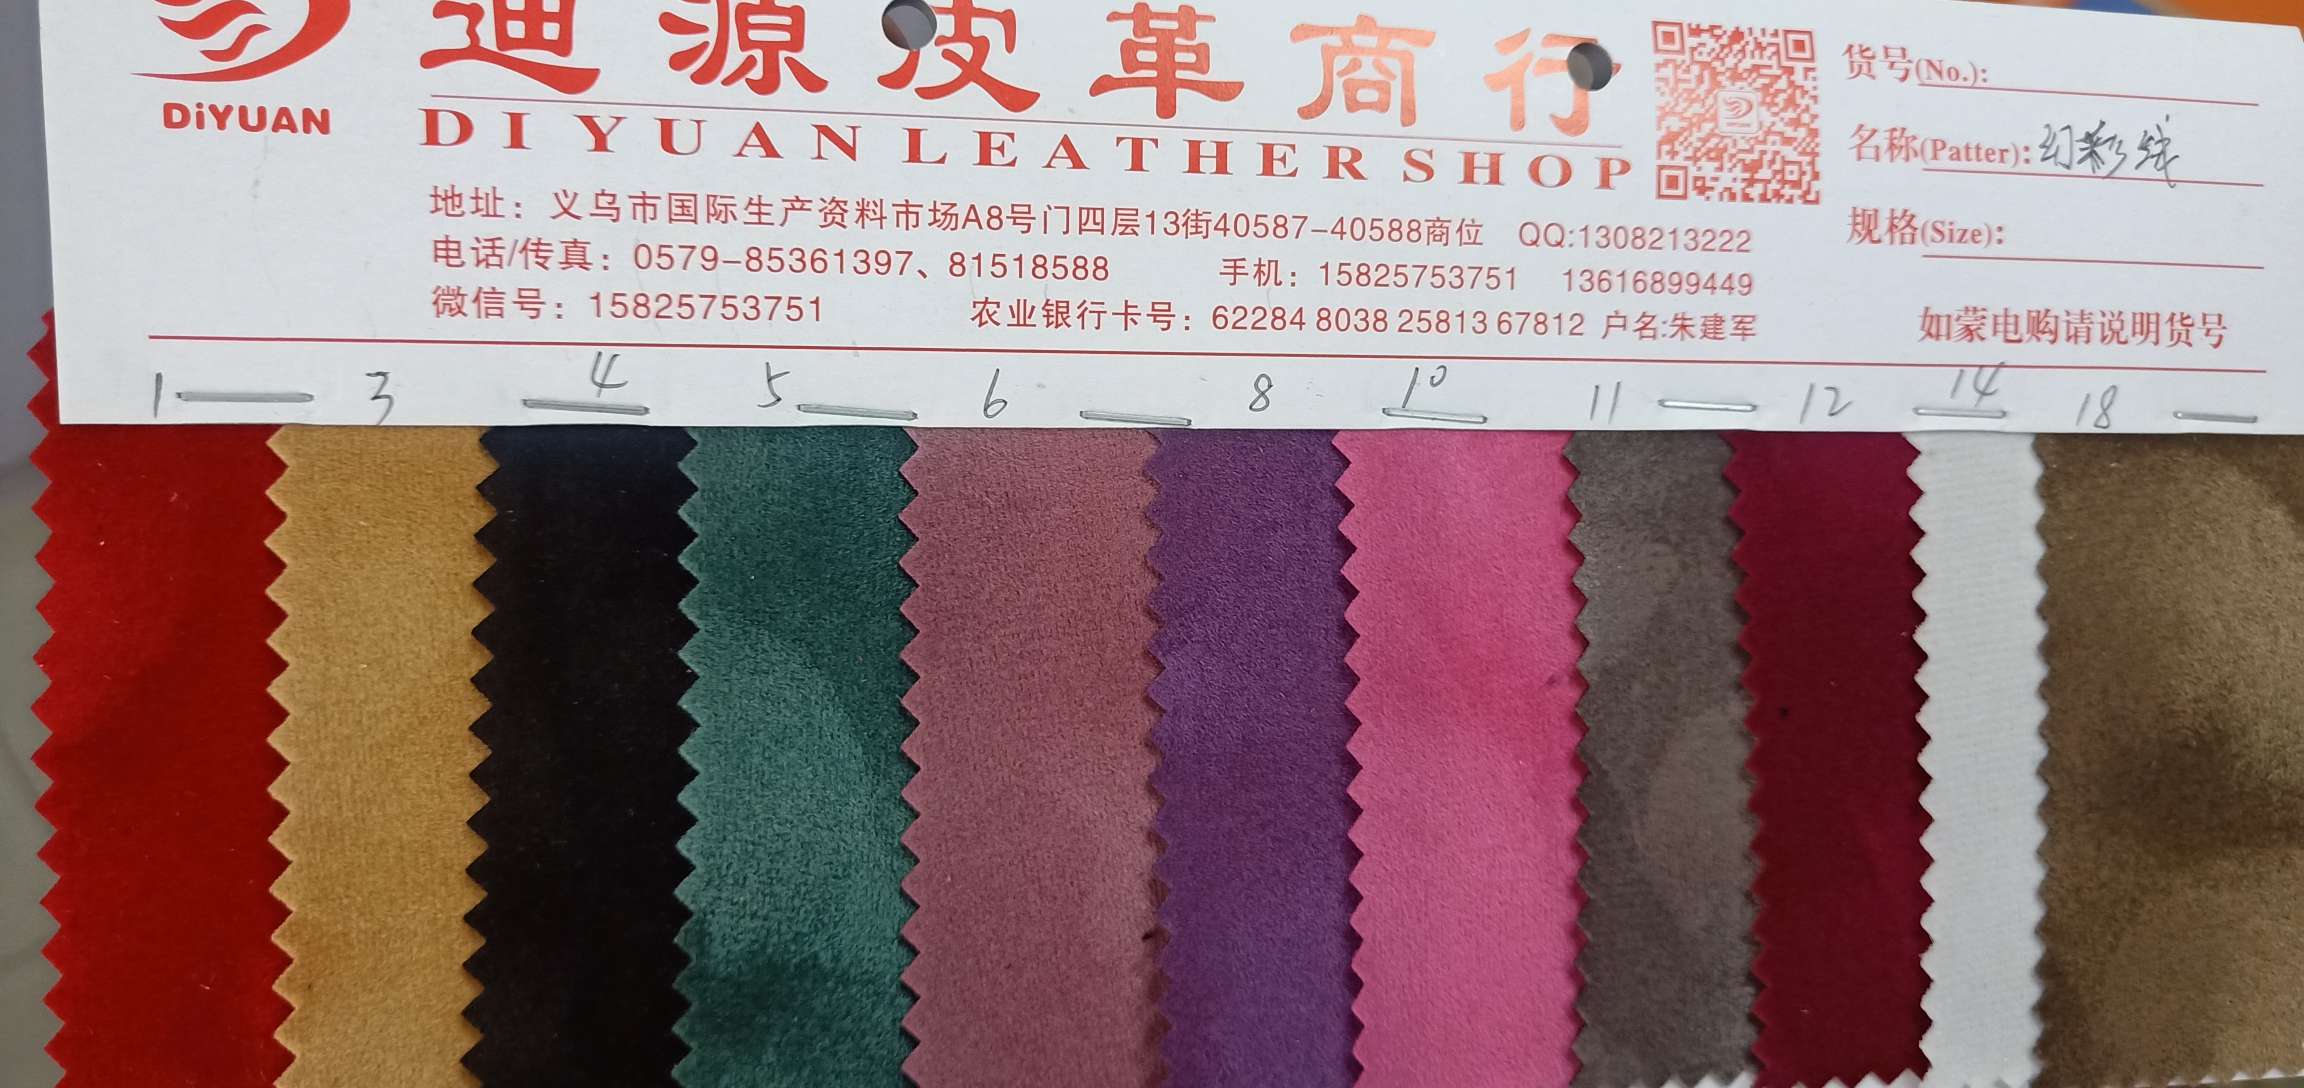 迪源皮革商行
DiYUAN
DIYUAN LEATHER SHOP
货号(No.):
名称(Patter): 幻彩绒
规格(Size):
地址：义乌市国际生产资料市场A8号门四层13街40587-40588商位 QQ:1308213222
电话/传真：0579-85361397、81518588 手机：15825753751 13616899449
微信号：15825753751 农业银行卡号：62284 8038 25813 67812 户名:朱建军
如蒙电购请说明货号
1 3 4 5 6 8 10 11 12 14 18